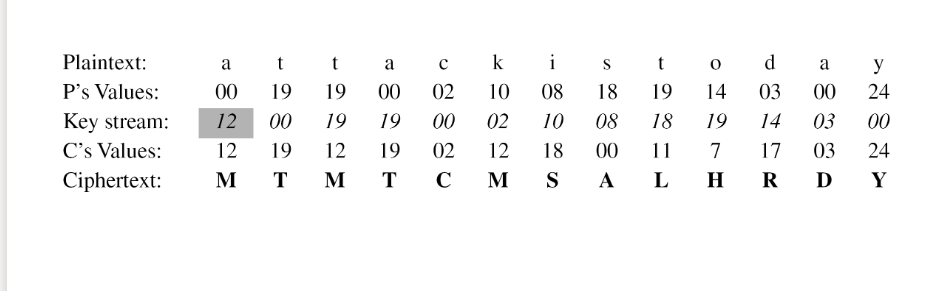 Plaintext: a t t a c k i s t o d a y
P's Values: 00 19 19 00 02 10 08 18 19 14 03 00 24
Key stream: 12 00 19 19 00 02 10 08 18 19 14 03 00
C's Values: 12 19 12 19 02 12 18 00 11 7 17 03 24
Ciphertext: M T M T C M S A L H R D Y